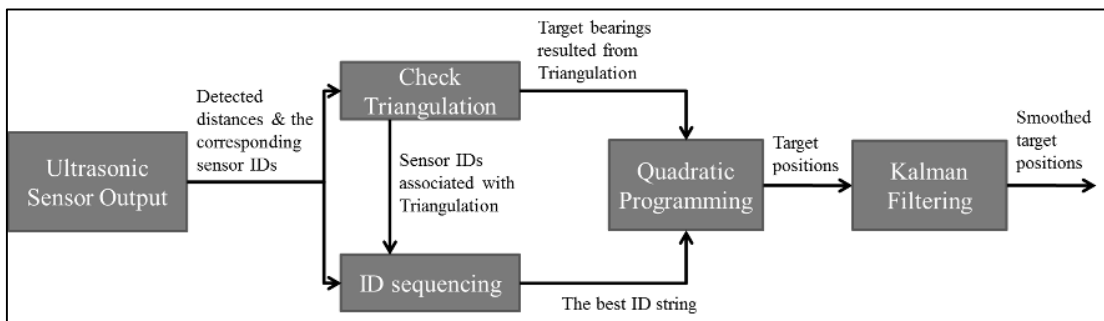 Ultrasonic
Sensor Output
Detected
distances & the
corresponding
sensor IDs
Check
Triangulation
Target bearings
resulted from
Triangulation
Sensor IDs
associated with
Triangulation
ID sequencing
The best ID string
Quadratic
Programming
Target
positions
Kalman
Filtering
Smoothed
target
positions